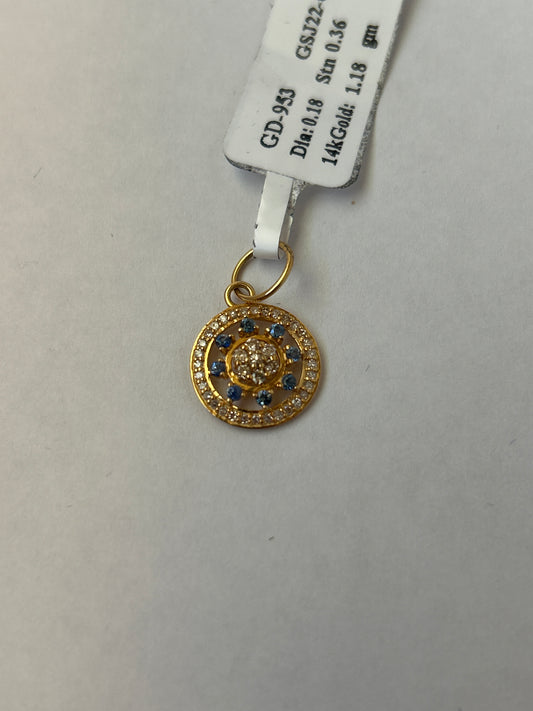 GD-953 GSJ22-
Dia:0.18 Stn 0.36
14kGold: 1.18 gm